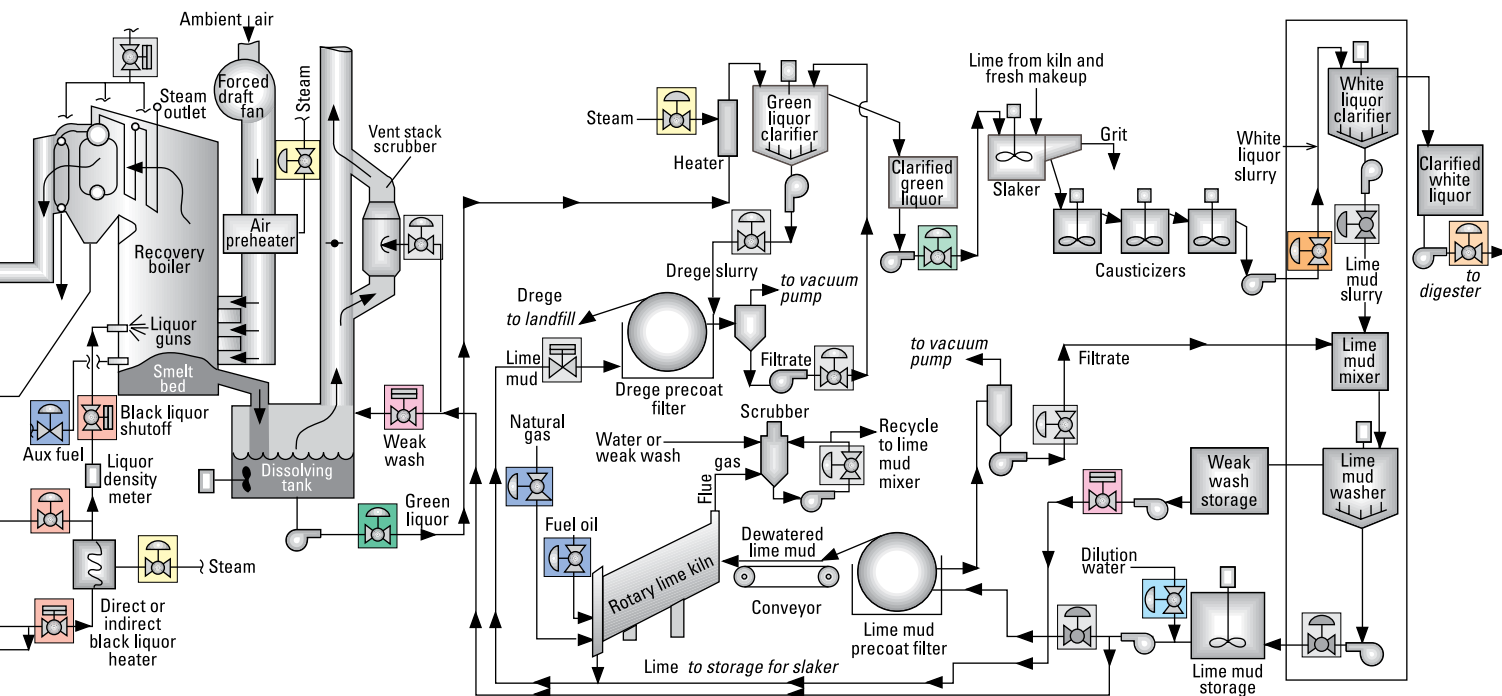 Ambient air
Forced
draft
fan
Steam
outlet
Steam
Vent stack
scrubber
Air
preheater
Recovery
boiler
Liquor
guns
Smelt
bed
Black liquor
shutoff
Aux fuel
Liquor
density
meter
Steam
Direct or
indirect
black liquor
heater
Dissolving
tank
Weak
wash
Green
liquor
Steam
Heater
Green
liquor
clarifier
Drege slurry
Drege
to landfill
Lime
mud
Drege precoat
filter
to vacuum
pump
Filtrate
Clarified
green
liquor
Lime from kiln and
fresh makeup
Slaker
Grit
Causticizers
White
liquor
slurry
White
liquor
clarifier
Clarified
white
liquor
to
digester
Lime
mud
slurry
Lime
mud
mixer
Lime
mud
washer
Weak
wash
storage
Filtrate
to vacuum
pump
Natural
gas
Fuel oil
Water or
weak wash
Scrubber
Recycle
to lime
mud
mixer
Flue gas
Rotary lime kiln
Dewatered
lime mud
Conveyor
Lime mud
precoat filter
Dilution
water
Lime mud
storage
Lime to storage for slaker